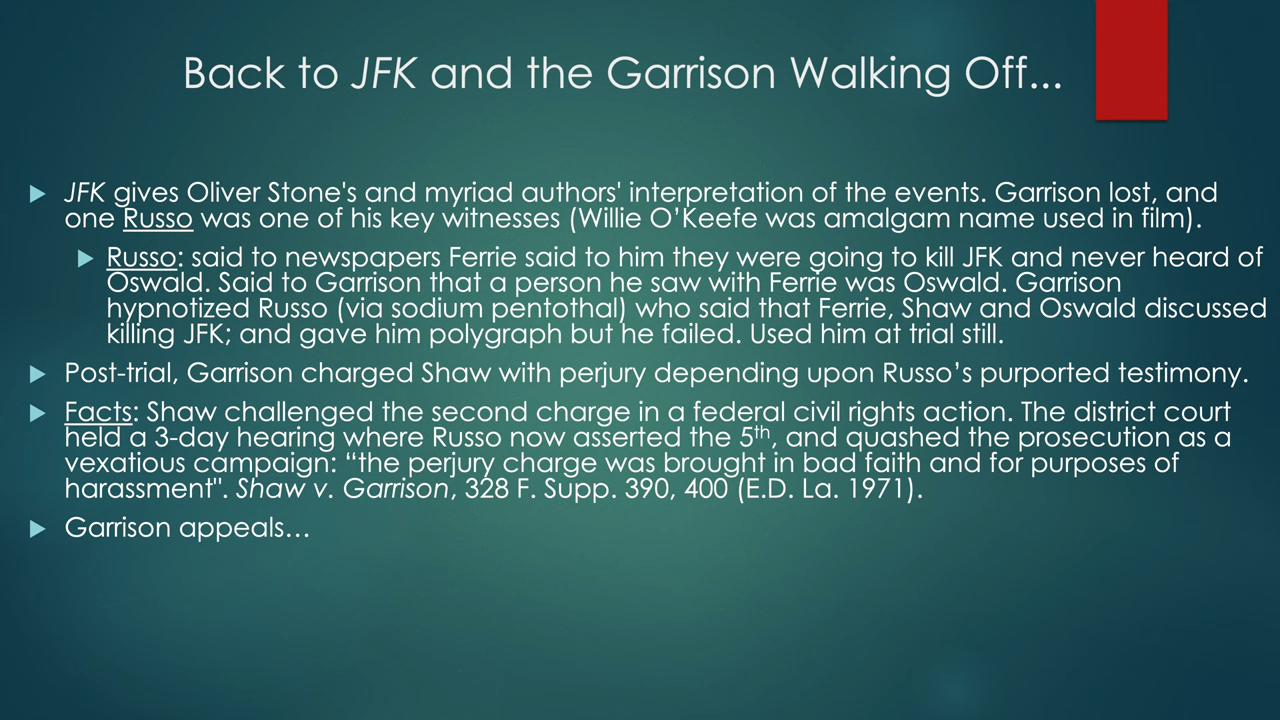 Back to JFK and the Garrison Walking Off...
JFK gives Oliver Stone's and myriad authors' interpretation of the events. Garrison lost, and
one Russo was one of his key witnesses (Willie O’Keefe was amalgam name used in film).
Russo: said to newspapers Ferrie said to him they were going to kill JFK and never heard of
Oswald. Said to Garrison that a person he saw with Ferrie was Oswald. Garrison
hypnotized Russo (via sodium pentothal) who said that Ferrie, Shaw and Oswald discussed
killing JFK; and gave him polygraph but he failed. Used him at trial still.
Post-trial, Garrison charged Shaw with perjury depending upon Russo’s purported testimony.
Facts: Shaw challenged the second charge in a federal civil rights action. The district court
held a 3-day hearing where Russo now asserted the 5th, and quashed the prosecution as a
vexatious campaign: “the perjury charge was brought in bad faith and for purposes of
harassment". Shaw v. Garrison, 328 F. Supp. 390, 400 (E.D. La. 1971).
Garrison appeals…